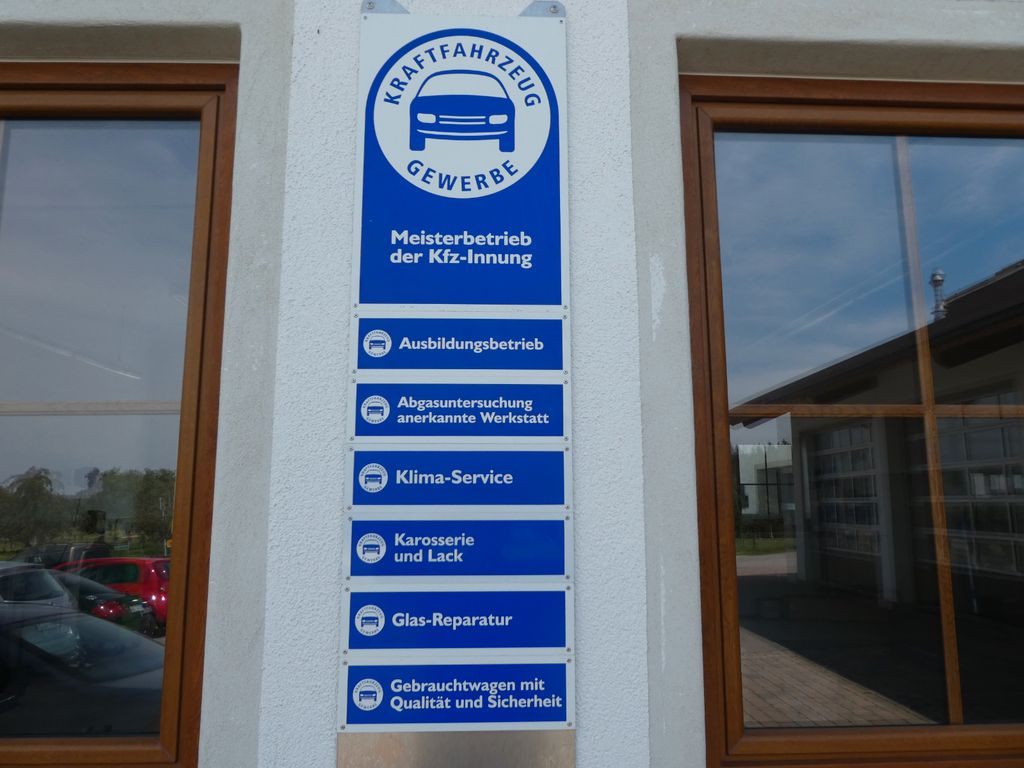 KRAFTFAHRZEUG
GEWERBE
Meisterbetrieb
der Kfz-Innung
Ausbildungsbetrieb
Abgasuntersuchung
anerkannte Werkstatt
Klima-Service
Karosserie
und Lack
Glas-Reparatur
Gebrauchtwagen mit
Qualität und Sicherheit